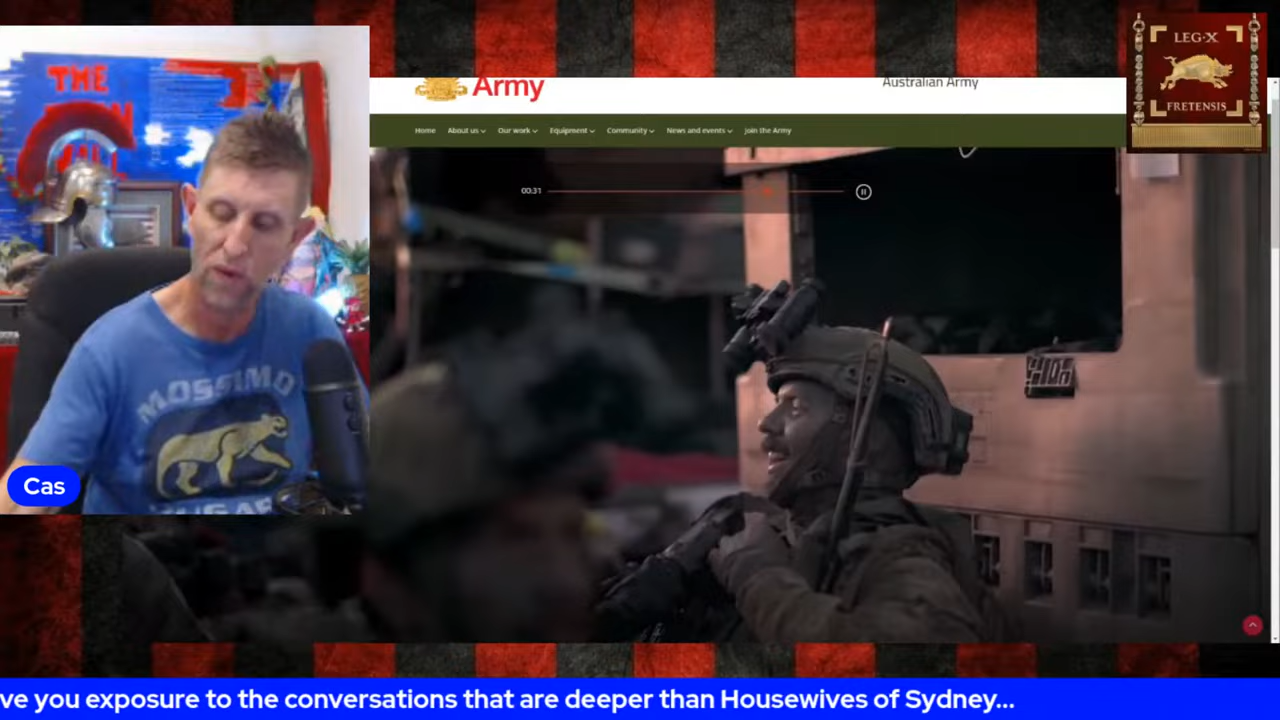 THE
LEG·X
FRETENSIS
Army
Australian Army
Home About us Our work Equipment Community News and events Join the Army
00:31
MOSSIMO
Cas
ve you exposure to the conversations that are deeper than Housewives of Sydney...